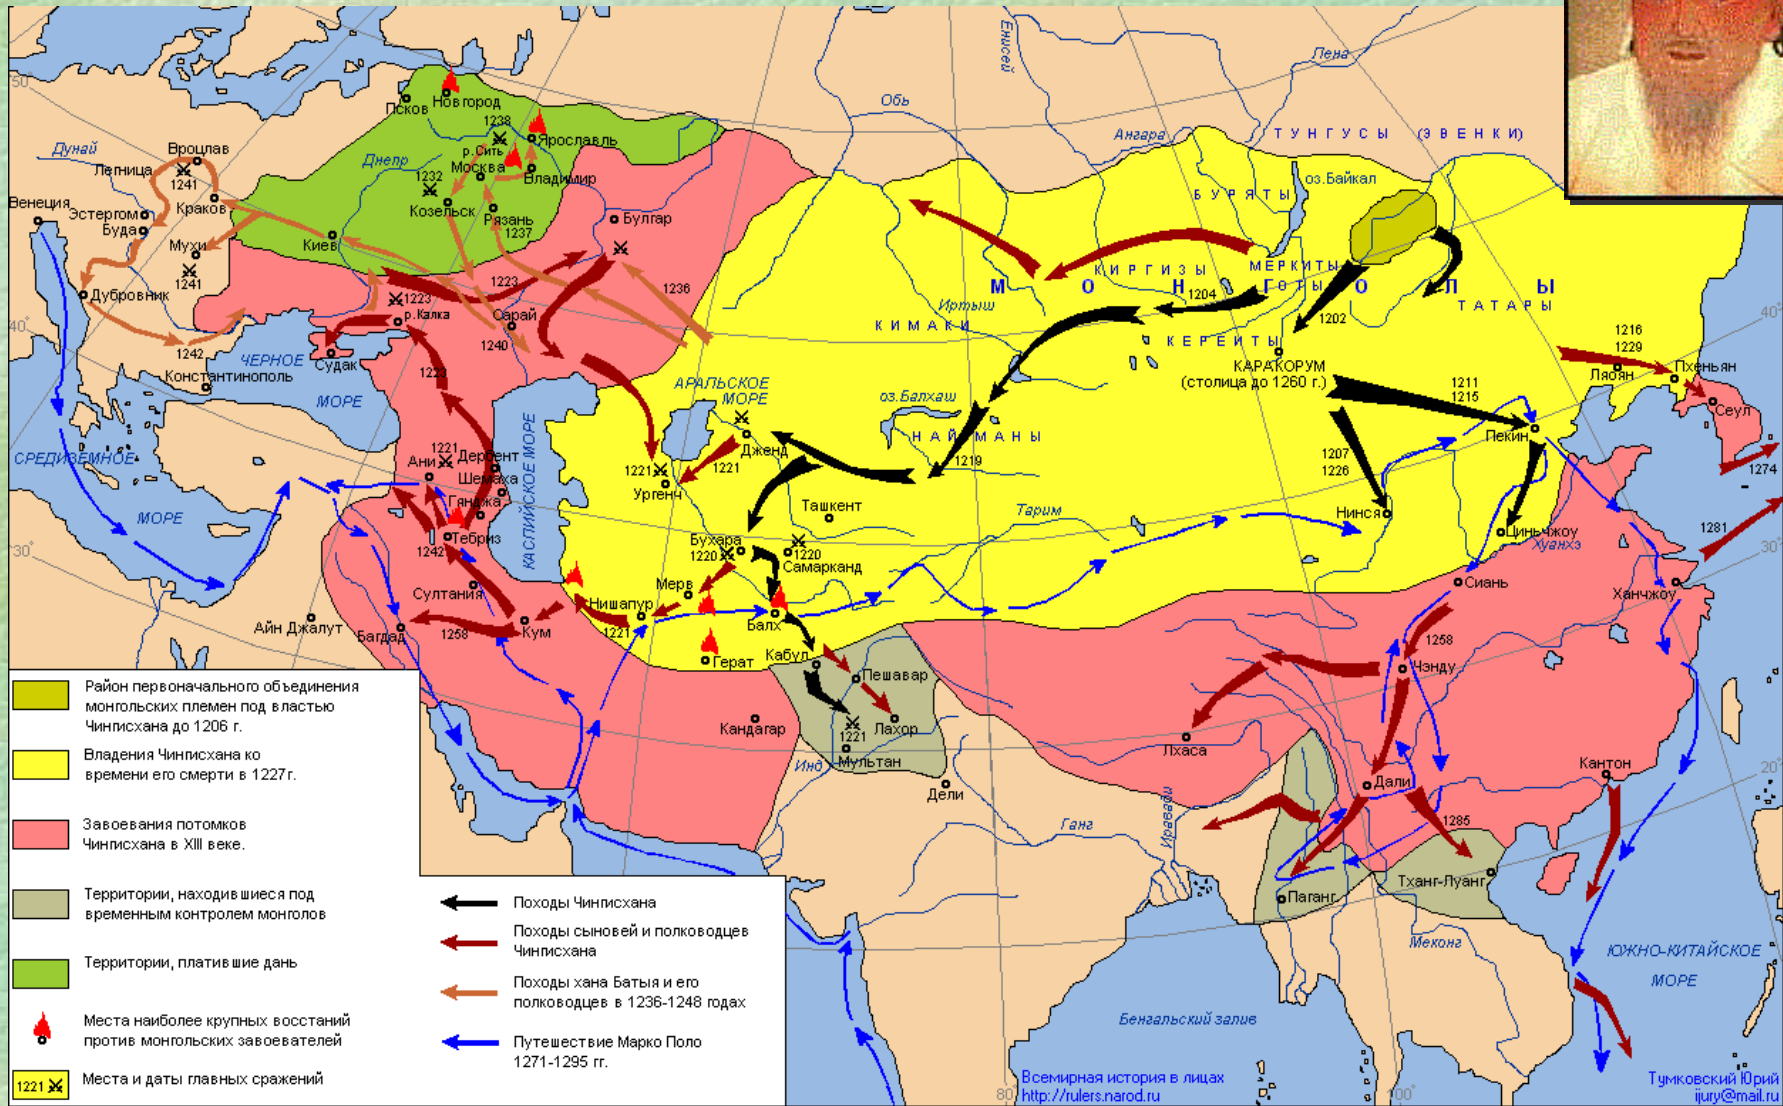 Енисей
Лена
Обь
Ангара
ТУНГУСЫ (ЭВЕНКИ)
50°
Псков
Новгород
1238
р.Сить
Ярославль
Дунай
Вроцлав
Легница
1241
Днепр
Москва
Владимир
1232
Козельск
Рязань
1237
Булгар
БУРЯТЫ
оз.Байкал
Венеция
Эстергом
Буда
Краков
Мухи
1241
Киев
Дубровник
1223
1236
КИРГИЗЫ
МЕРКИТЫ
ГОТЫ
МОНГОЛЫ
ТАТАРЫ
1204
1202
Иртыш
КИМАКИ
КЕРЕИТЫ
40°
1223
р.Калка
Сарай
1240
1242
ЧЕРНОЕ
МОРЕ
Судак
Константинополь
1223
КАРАКОРУМ
(столица до 1260 г.)
1216
1229
Ляоян
Пхеньян
Сеул
40°
АРАЛЬСКОЕ
МОРЕ
оз.Балхаш
НАЙМАНЫ
1211
1215
Пекин
1274
СРЕДИЗЕМНОЕ
МОРЕ
КАСПИЙСКОЕ МОРЕ
1221
Ани
Дербент
Шемаха
Гянджа
Тебриз
1242
Дженд
1221
1221
Ургенч
1219
1207
1226
Нинся
Ташкент
Тарим
Циньчжоу
Хуанхэ
1281
30°
30°
Бухара
1220
1220
Самарканд
Мерв
Султания
Нишапур
1221
Балх
Сиань
Ханчжоу
Айн Джалут
Багдад
1258
Кум
Герат
Кабул
Пешавар
1258
Чэнду
Кандагар
Лахор
1221
Мультан
Инд
Дели
Лхаса
Дали
Кантон
20°
Ганг
Иравади
1285
Паганг
Тханг-Луанг
Меконг
ЮЖНО-КИТАЙСКОЕ
МОРЕ
Бенгальский залив
80°
100°
Район первоначального объединения
монгольских племен под властью
Чингисхана до 1206 г.
Владения Чингисхана ко
времени его смерти в 1227г.
Завоевания потомков
Чингисхана в XIII веке.
Территории, находившиеся под
временным контролем монголов
Территории, платившие дань
Места наиболее крупных восстаний
против монгольских завоевателей
1221
Места и даты главных сражений
Походы Чингисхана
Походы сыновей и полководцев
Чингисхана
Походы хана Батыя и его
полководцев в 1236-1248 годах
Путешествие Марко Поло
1271-1295 гг.
Всемирная история в лицах
http://rulers.narod.ru
Тумковский Юрий
ijury@mail.ru